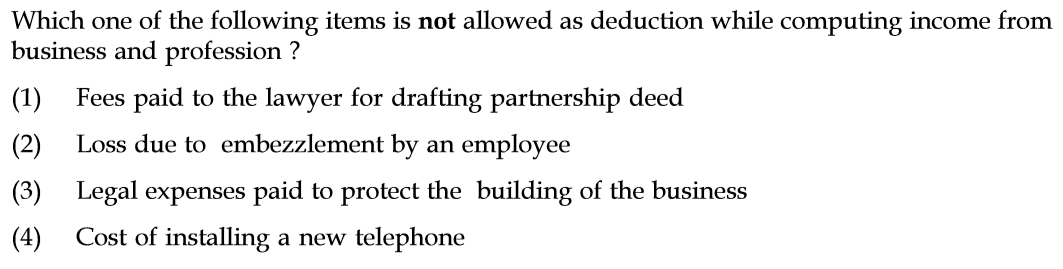 Which one of the following items is not allowed as deduction while computing income from
business and profession ?
(1) Fees paid to the lawyer for drafting partnership deed
(2) Loss due to embezzlement by an employee
(3) Legal expenses paid to protect the building of the business
(4) Cost of installing a new telephone